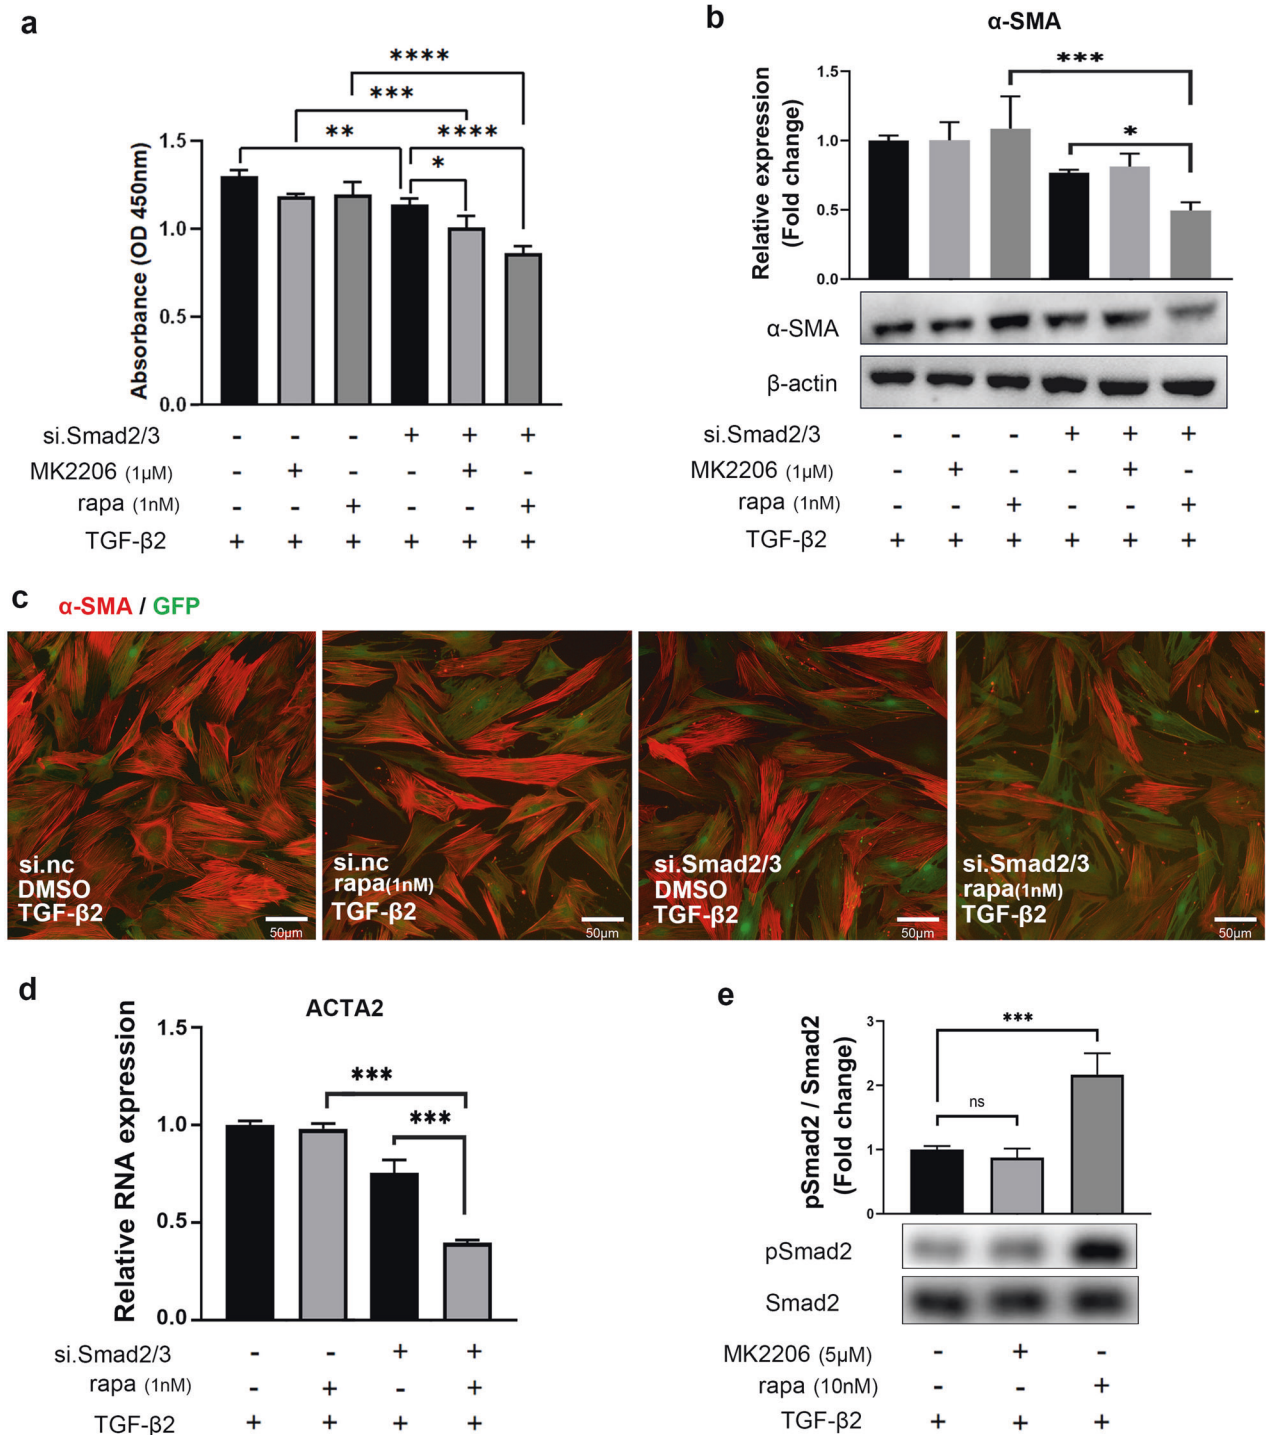 a
****
***
**
****
*
Absorbance (OD 450nm)
1.5
1.0
0.5
0.0
si.Smad2/3 - - - + + +
MK2206 (1μM) - + - - + -
rapa (1nM) - - + - - +
TGF-β2 + + + + + +
b
α-SMA
***
*
Relative expression
(Fold change)
1.5
1.0
0.5
0.0
α-SMA
β-actin
si.Smad2/3 - - - + + +
MK2206 (1μM) - + - - + -
rapa (1nM) - - + - - +
TGF-β2 + + + + + +
c
α-SMA / GFP
si.nc
DMSO
TGF-β2
50μm
si.nc
rapa(1nM)
TGF-β2
50μm
si.Smad2/3
DMSO
TGF-β2
50μm
si.Smad2/3
rapa(1nM)
TGF-β2
50μm
d
ACTA2
***
***
Relative RNA expression
1.5
1.0
0.5
0.0
si.Smad2/3 - - + +
rapa (1nM) - + - +
TGF-β2 + + + +
e
***
ns
pSmad2 / Smad2
(Fold change)
3
2
1
0
pSmad2
Smad2
MK2206 (5μM) - + -
rapa (10nM) - - +
TGF-β2 + + +